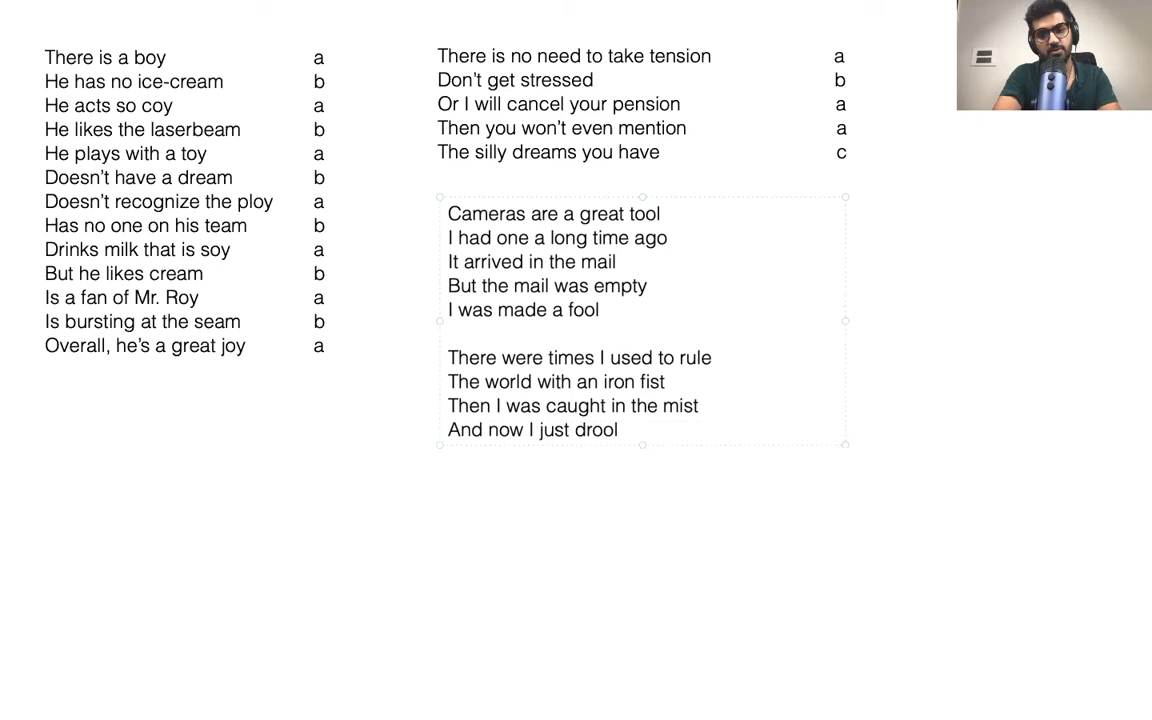 There is a boy a
He has no ice-cream b
He acts so coy a
He likes the laserbeam b
He plays with a toy a
Doesn't have a dream b
Doesn't recognize the ploy a
Has no one on his team b
Drinks milk that is soy a
But he likes cream b
Is a fan of Mr. Roy a
Is bursting at the seam b
Overall, he's a great joy a
There is no need to take tension a
Don't get stressed b
Or I will cancel your pension a
Then you won't even mention a
The silly dreams you have c
Cameras are a great tool
I had one a long time ago
It arrived in the mail
But the mail was empty
I was made a fool
There were times I used to rule
The world with an iron fist
Then I was caught in the mist
And now I just drool